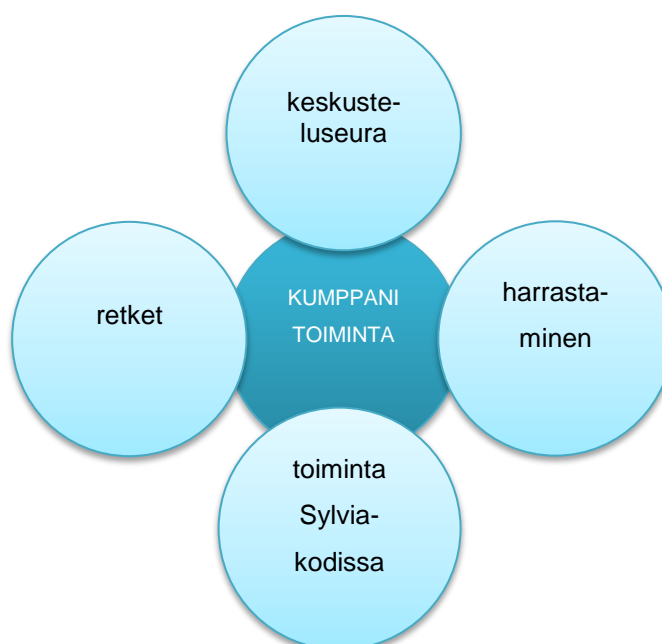 keskuste-
luseura
retket
KUMPPANI
TOIMINTA
harrasta-
minen
toiminta
Sylvia-
kodissa